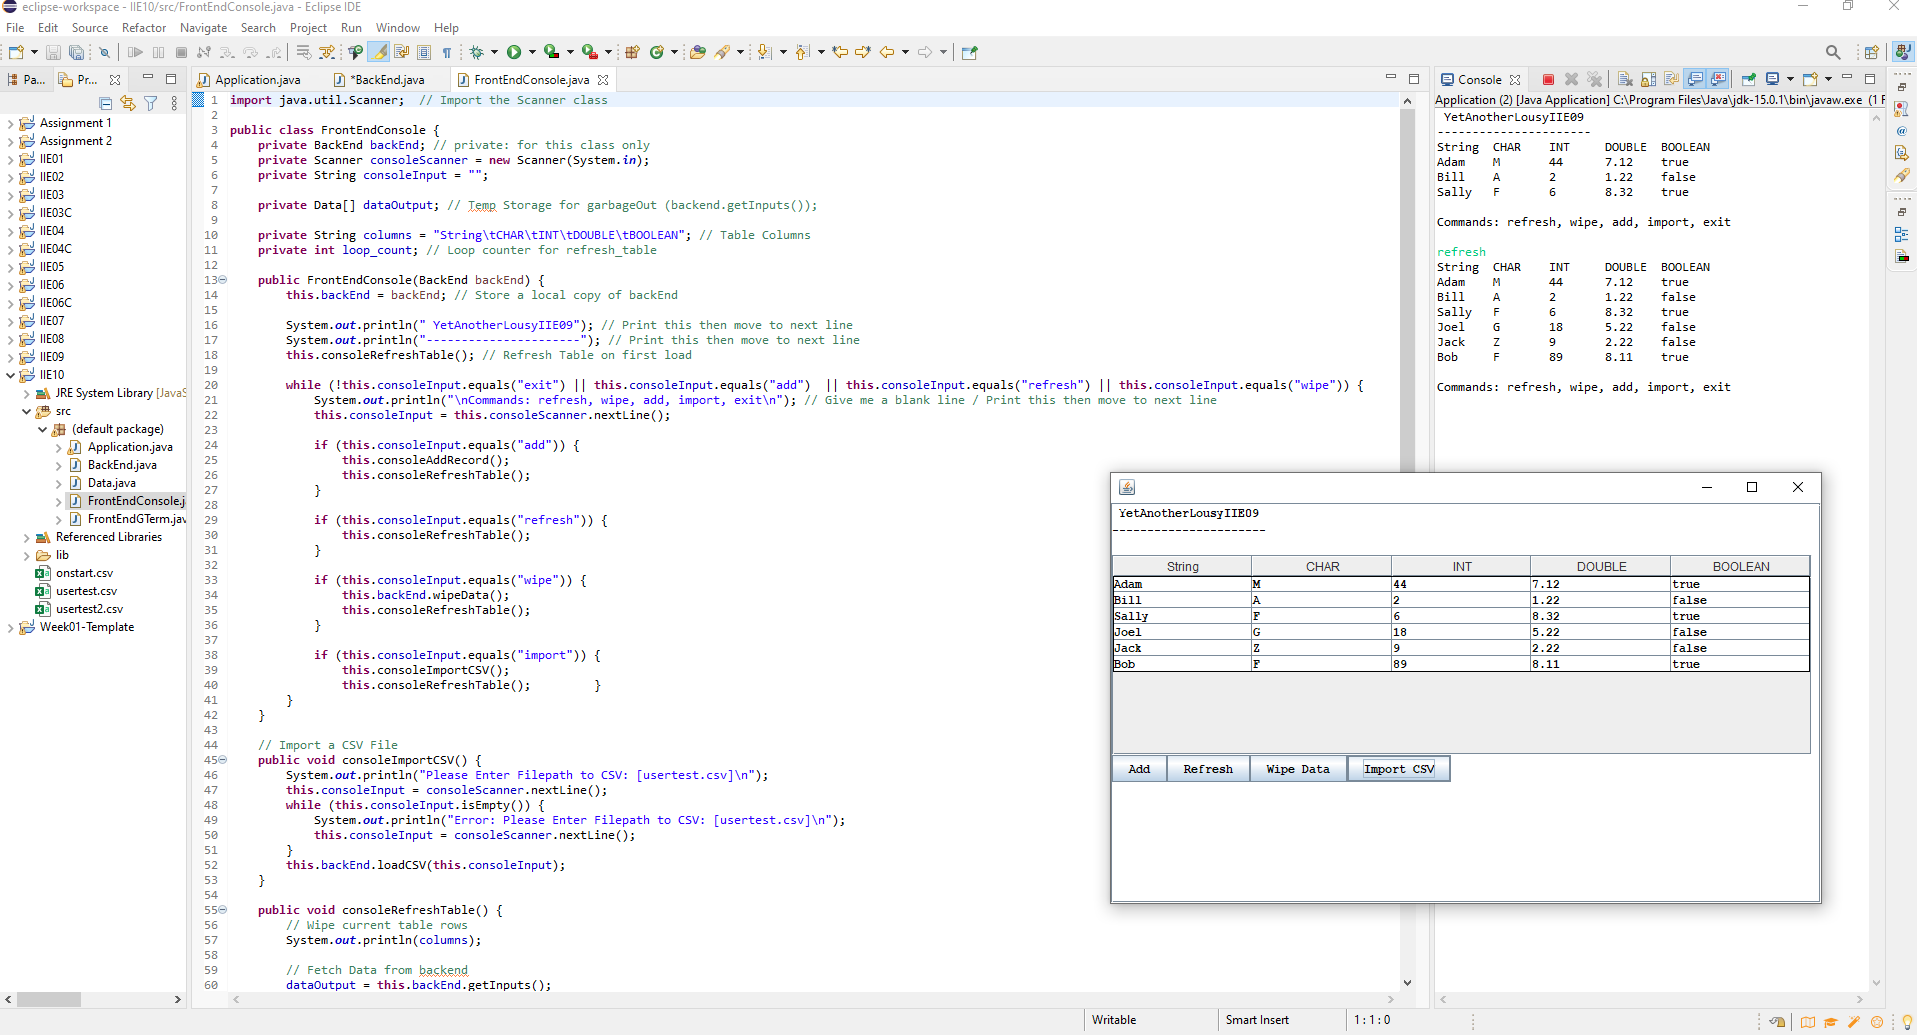 eclipse-workspace - IIE10/src/FrontEndConsole.java - Eclipse IDE
File Edit Source Refactor Navigate Search Project Run Window Help
Pa... Pr...
Assignment 1
Assignment 2
IIE01
IIE02
IIE03
IIE03C
IIE04
IIE04C
IIE05
IIE06
IIE06C
IIE07
IIE08
IIE09
IIE10
JRE System Library [JavaS
src
(default package)
Application.java
BackEnd.java
Data.java
FrontEndConsole.j
FrontEndGTerm.jav
Referenced Libraries
lib
onstart.csv
usertest.csv
usertest2.csv
Week01-Template
Application.java *BackEnd.java FrontEndConsole.java
1 import java.util.Scanner;  // Import the Scanner class
2
3 public class FrontEndConsole {
4     private BackEnd backEnd; // private: for this class only
5     private Scanner consoleScanner = new Scanner(System.in);
6     private String consoleInput = "";
7
8     private Data[] dataOutput; // Temp Storage for garbageOut (backend.getInputs());
9
10     private String columns = "String\tCHAR\tINT\tDOUBLE\tBOOLEAN"; // Table Columns
11     private int loop_count; // Loop counter for refresh_table
12
13     public FrontEndConsole(BackEnd backEnd) {
14         this.backEnd = backEnd; // Store a local copy of backEnd
15
16         System.out.println(" YetAnotherLousyIIE09"); // Print this then move to next line
17         System.out.println("----------------------"); // Print this then move to next line
18         this.consoleRefreshTable(); // Refresh Table on first load
19
20         while (!this.consoleInput.equals("exit") || this.consoleInput.equals("add")  || this.consoleInput.equals("refresh") || this.consoleInput.equals("wipe")) {
21             System.out.println("\nCommands: refresh, wipe, add, import, exit\n"); // Give me a blank line / Print this then move to next line
22             this.consoleInput = this.consoleScanner.nextLine();
23
24             if (this.consoleInput.equals("add")) {
25                 this.consoleAddRecord();
26                 this.consoleRefreshTable();
27             }
28
29             if (this.consoleInput.equals("refresh")) {
30                 this.consoleRefreshTable();
31             }
32
33             if (this.consoleInput.equals("wipe")) {
34                 this.backEnd.wipeData();
35                 this.consoleRefreshTable();
36             }
37
38             if (this.consoleInput.equals("import")) {
39                 this.consoleImportCSV();
40                 this.consoleRefreshTable();         }
41         }
42     }
43
44     // Import a CSV File
45     public void consoleImportCSV() {
46         System.out.println("Please Enter Filepath to CSV: [usertest.csv]\n");
47         this.consoleInput = consoleScanner.nextLine();
48         while (this.consoleInput.isEmpty()) {
49             System.out.println("Error: Please Enter Filepath to CSV: [usertest.csv]\n");
50             this.consoleInput = consoleScanner.nextLine();
51         }
52         this.backEnd.loadCSV(this.consoleInput);
53     }
54
55     public void consoleRefreshTable() {
56         // Wipe current table rows
57         System.out.println(columns);
58
59         // Fetch Data from backend
60         dataOutput = this.backEnd.getInputs();
Console
Application (2) [Java Application] C:\Program Files\Java\jdk-15.0.1\bin\javaw.exe (1 F
YetAnotherLousyIIE09
----------------------
String CHAR INT DOUBLE BOOLEAN
Adam M 44 7.12 true
Bill A 2 1.22 false
Sally F 6 8.32 true
Commands: refresh, wipe, add, import, exit
refresh
String CHAR INT DOUBLE BOOLEAN
Adam M 44 7.12 true
Bill A 2 1.22 false
Sally F 6 8.32 true
Joel G 18 5.22 false
Jack Z 9 2.22 false
Bob F 89 8.11 true
Commands: refresh, wipe, add, import, exit
YetAnotherLousyIIE09
----------------------
String CHAR INT DOUBLE BOOLEAN
Adam M 44 7.12 true
Bill A 2 1.22 false
Sally F 6 8.32 true
Joel G 18 5.22 false
Jack Z 9 2.22 false
Bob F 89 8.11 true
Add Refresh Wipe Data Import CSV
Writable Smart Insert 1:1:0